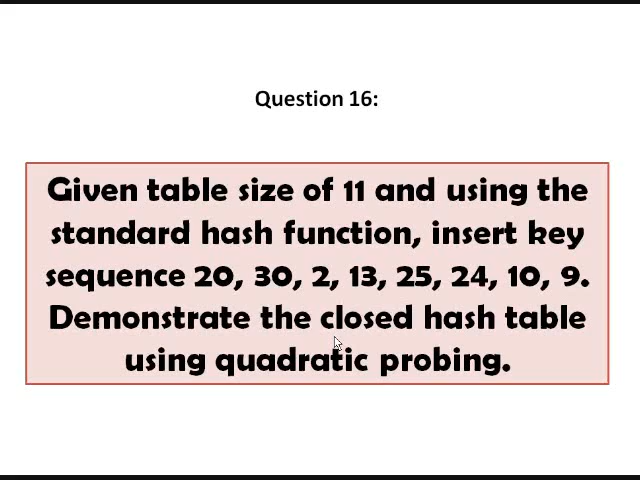 Question 16:
Given table size of 11 and using the
standard hash function, insert key
sequence 20, 30, 2, 13, 25, 24, 10, 9.
Demonstrate the closed hash table
using quadratic probing.